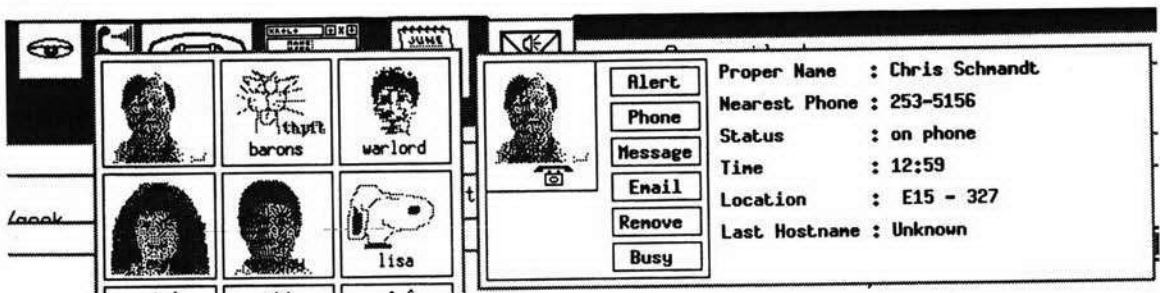 JUNE
thpft
barons
warlord
lisa
Alert
Phone
Message
Email
Remove
Busy
Proper Name : Chris Schmandt
Nearest Phone : 253-5156
Status : on phone
Time : 12:59
Location : E15 - 327
Last Hostname : Unknown